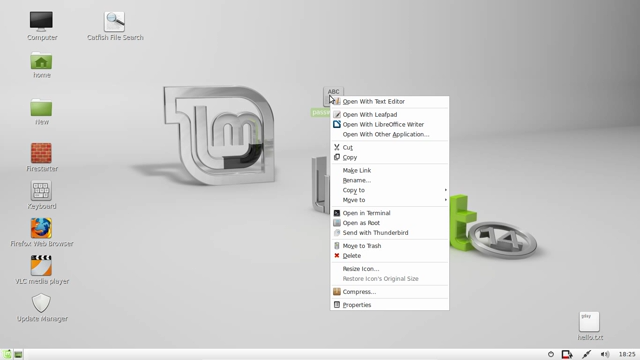 Computer
Catfish File Search
home
New
Firestarter
Keyboard
Firefox Web Browser
VLC media player
Update Manager
ABC
Open With Text Editor
Open With Leafpad
Open With LibreOffice Writer
Open With Other Application...
Cut
Copy
Make Link
Rename...
Copy to
Move to
Open in Terminal
Open as Root
Send with Thunderbird
Move to Trash
Delete
Resize Icon...
Restore Icon's Original Size
Compress...
Properties
play
hello.txt
18:25